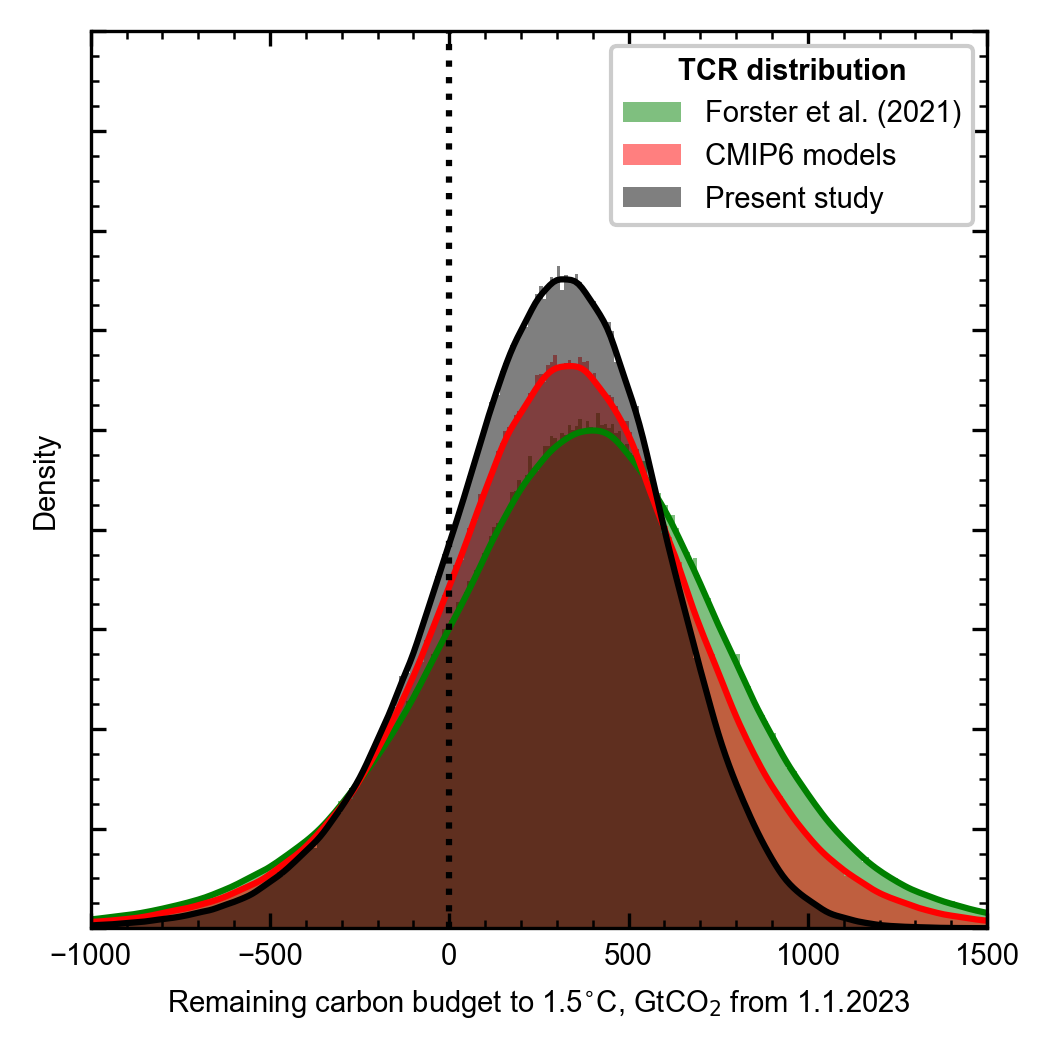 TCR distribution
Forster et al. (2021)
CMIP6 models
Present study
Density
−1000 −500 0 500 1000 1500
Remaining carbon budget to 1.5°C, GtCO₂ from 1.1.2023